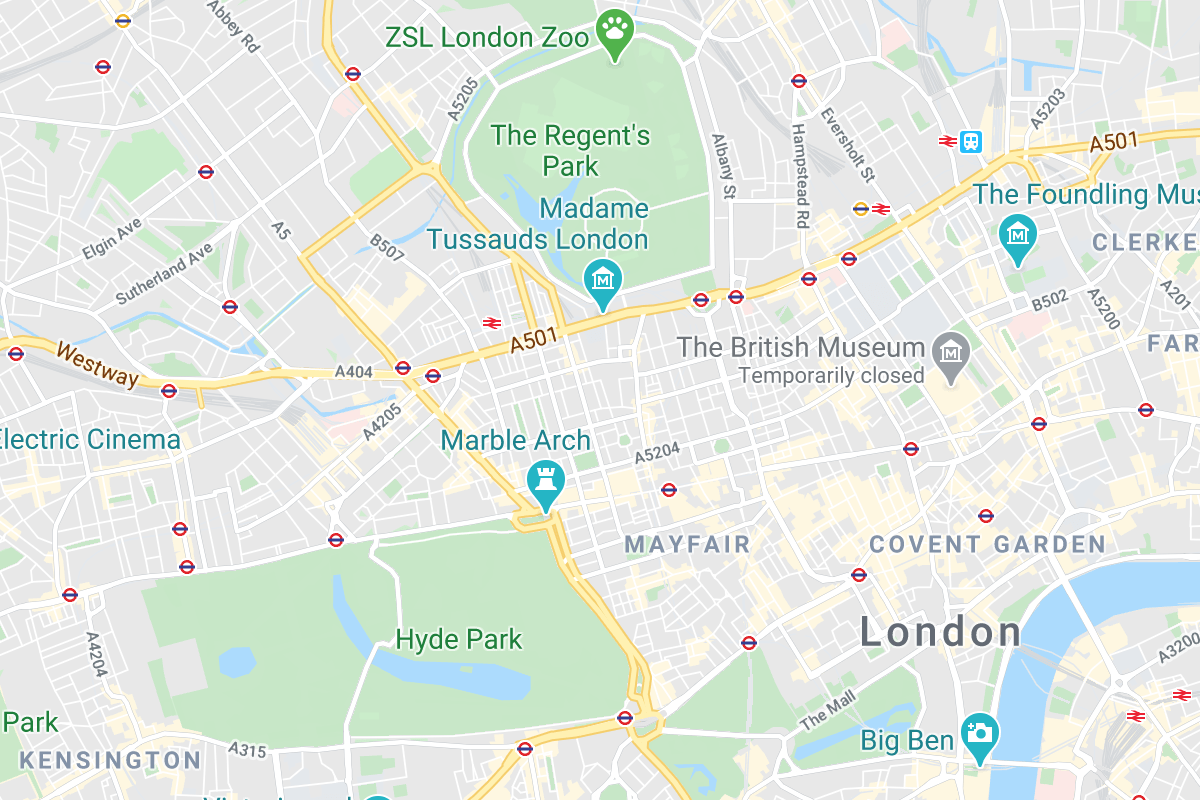 Abbey Rd
ZSL London Zoo
A5205
A5203
Eversholt St
The Regent's
Park
Albany St
Hampstead Rd
A501
The Foundling Mus
Madame
Tussauds London
A5
Elgin Ave
B507
Sutherland Ave
CLERKE
B502
A5200
A201
A501
Westway
A404
The British Museum
Temporarily closed
FAR
A4205
Electric Cinema
Marble Arch
A5204
MAYFAIR
COVENT GARDEN
Hyde Park
London
A4204
A3200
The Mall
Park
Big Ben
KENSINGTON
A315